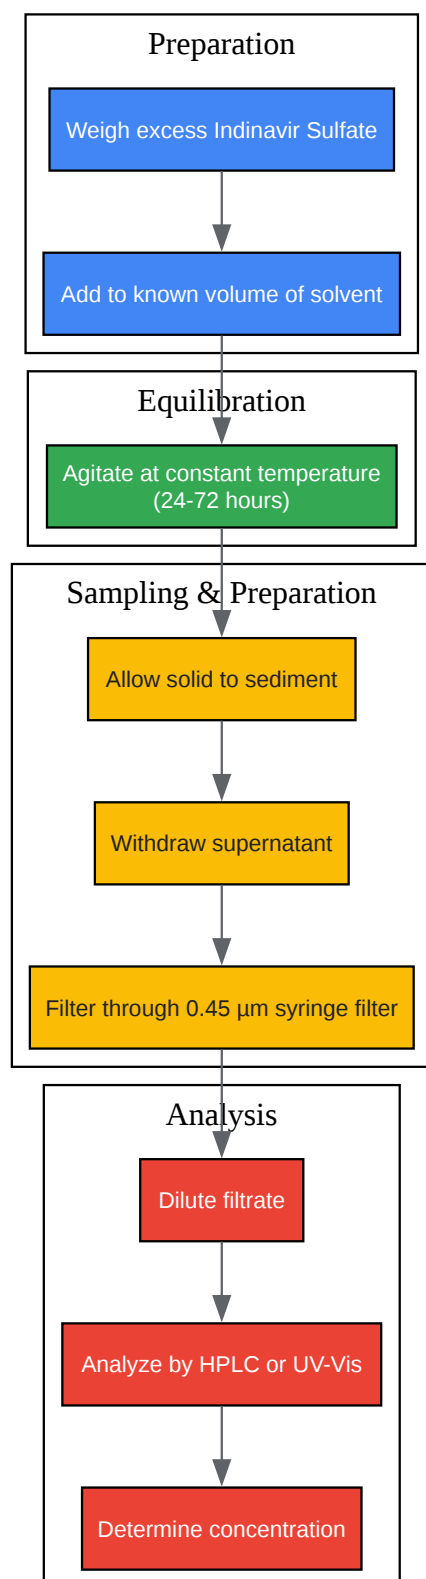 Preparation
Weigh excess Indinavir Sulfate
Add to known volume of solvent
Equilibration
Agitate at constant temperature
(24-72 hours)
Sampling & Preparation
Allow solid to sediment
Withdraw supernatant
Filter through 0.45 µm syringe filter
Analysis
Dilute filtrate
Analyze by HPLC or UV-Vis
Determine concentration